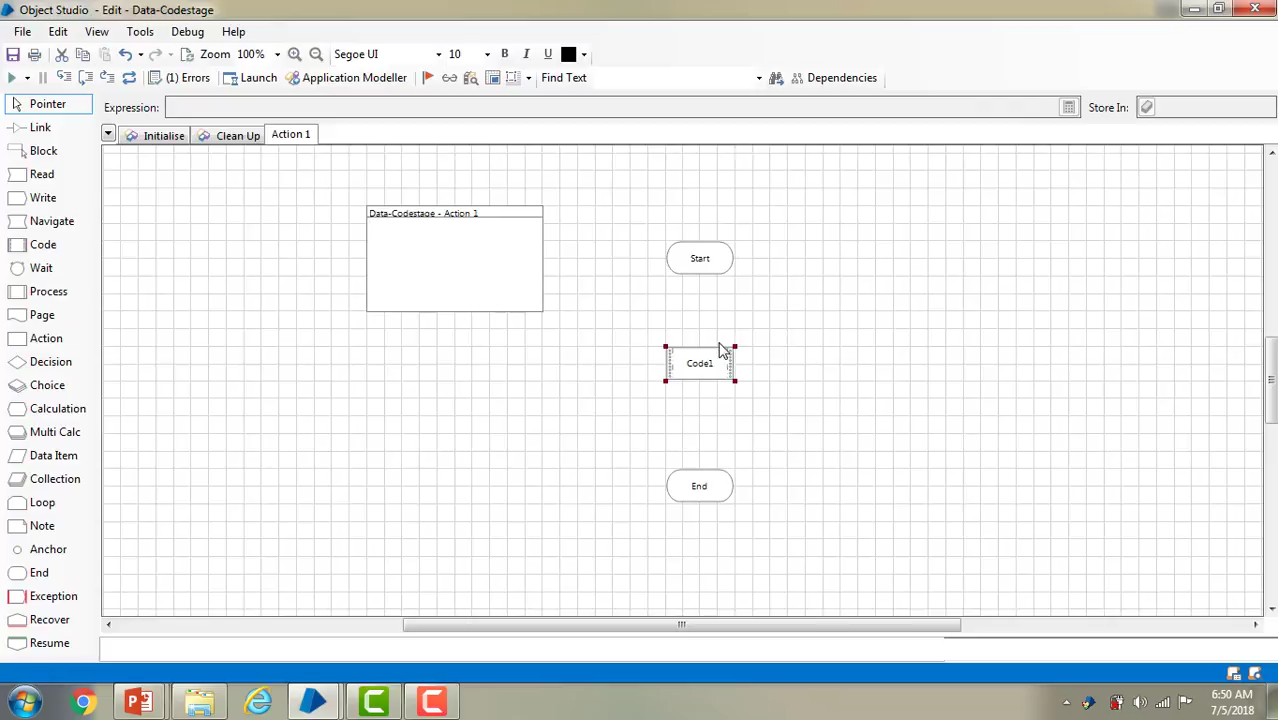 Object Studio - Edit - Data-Codestage
File Edit View Tools Debug Help
Zoom 100% Segoe UI 10 B I U
(1) Errors Launch Application Modeller Find Text Dependencies
Pointer
Expression: Store In:
Link
Initialise Clean Up Action 1
Block
Read
Write
Navigate
Code
Wait
Process
Page
Action
Decision
Choice
Calculation
Multi Calc
Data Item
Collection
Loop
Note
Anchor
End
Exception
Recover
Resume
Data-Codestage - Action 1
Start
Code1
End
6:50 AM
7/5/2018